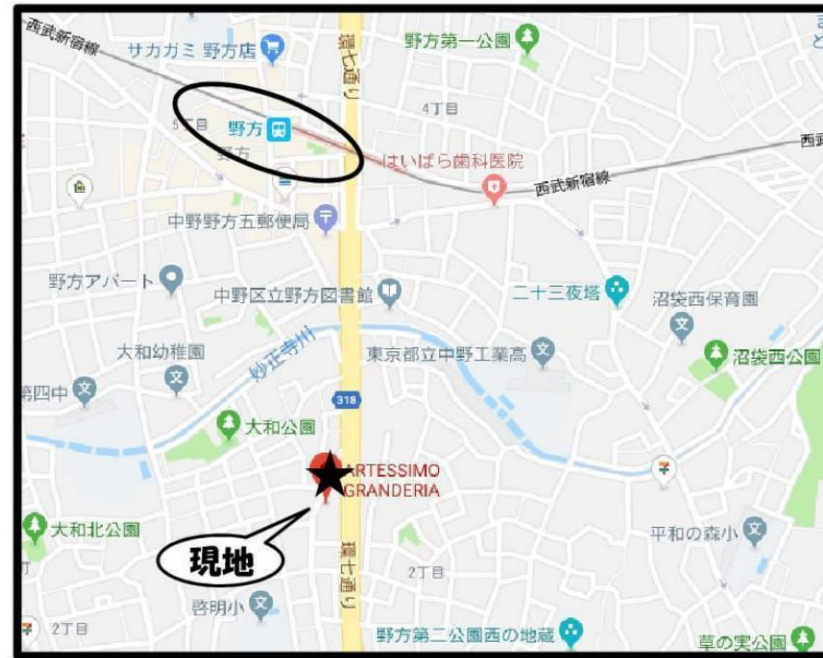 西武新宿線
サカガミ 野方店
環七通り
野方第一公園
4丁目
5丁目
野方
野方
はいばら歯科医院
西武新宿線
西武
中野野方五郵便局
野方アパート
中野区立野方図書館
二十三夜塔
沼袋西保育園
大和幼稚園
妙正寺川
東京都立中野工業高
沼袋西公園
第四中
318
大和公園
ARTESSIMO
GRANDERIA
大和北公園
現地
平和の森小
環七通り
2丁目
啓明小
2丁目
野方第二公園西の地蔵
草の実公園